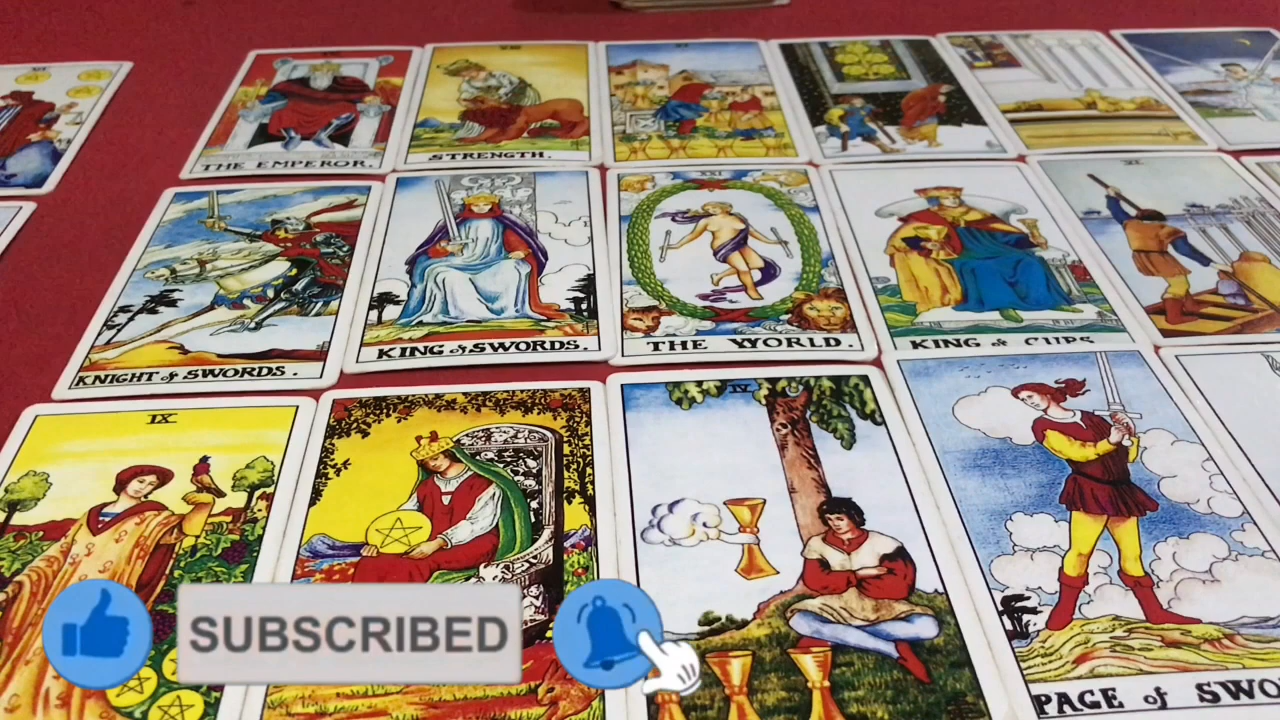 THE EMPEROR.
STRENGTH.
KNIGHT of SWORDS.
KING of SWORDS.
XXI
THE WORLD.
KING of CUPS
IX
IV
PAGE of SWO
SUBSCRIBED